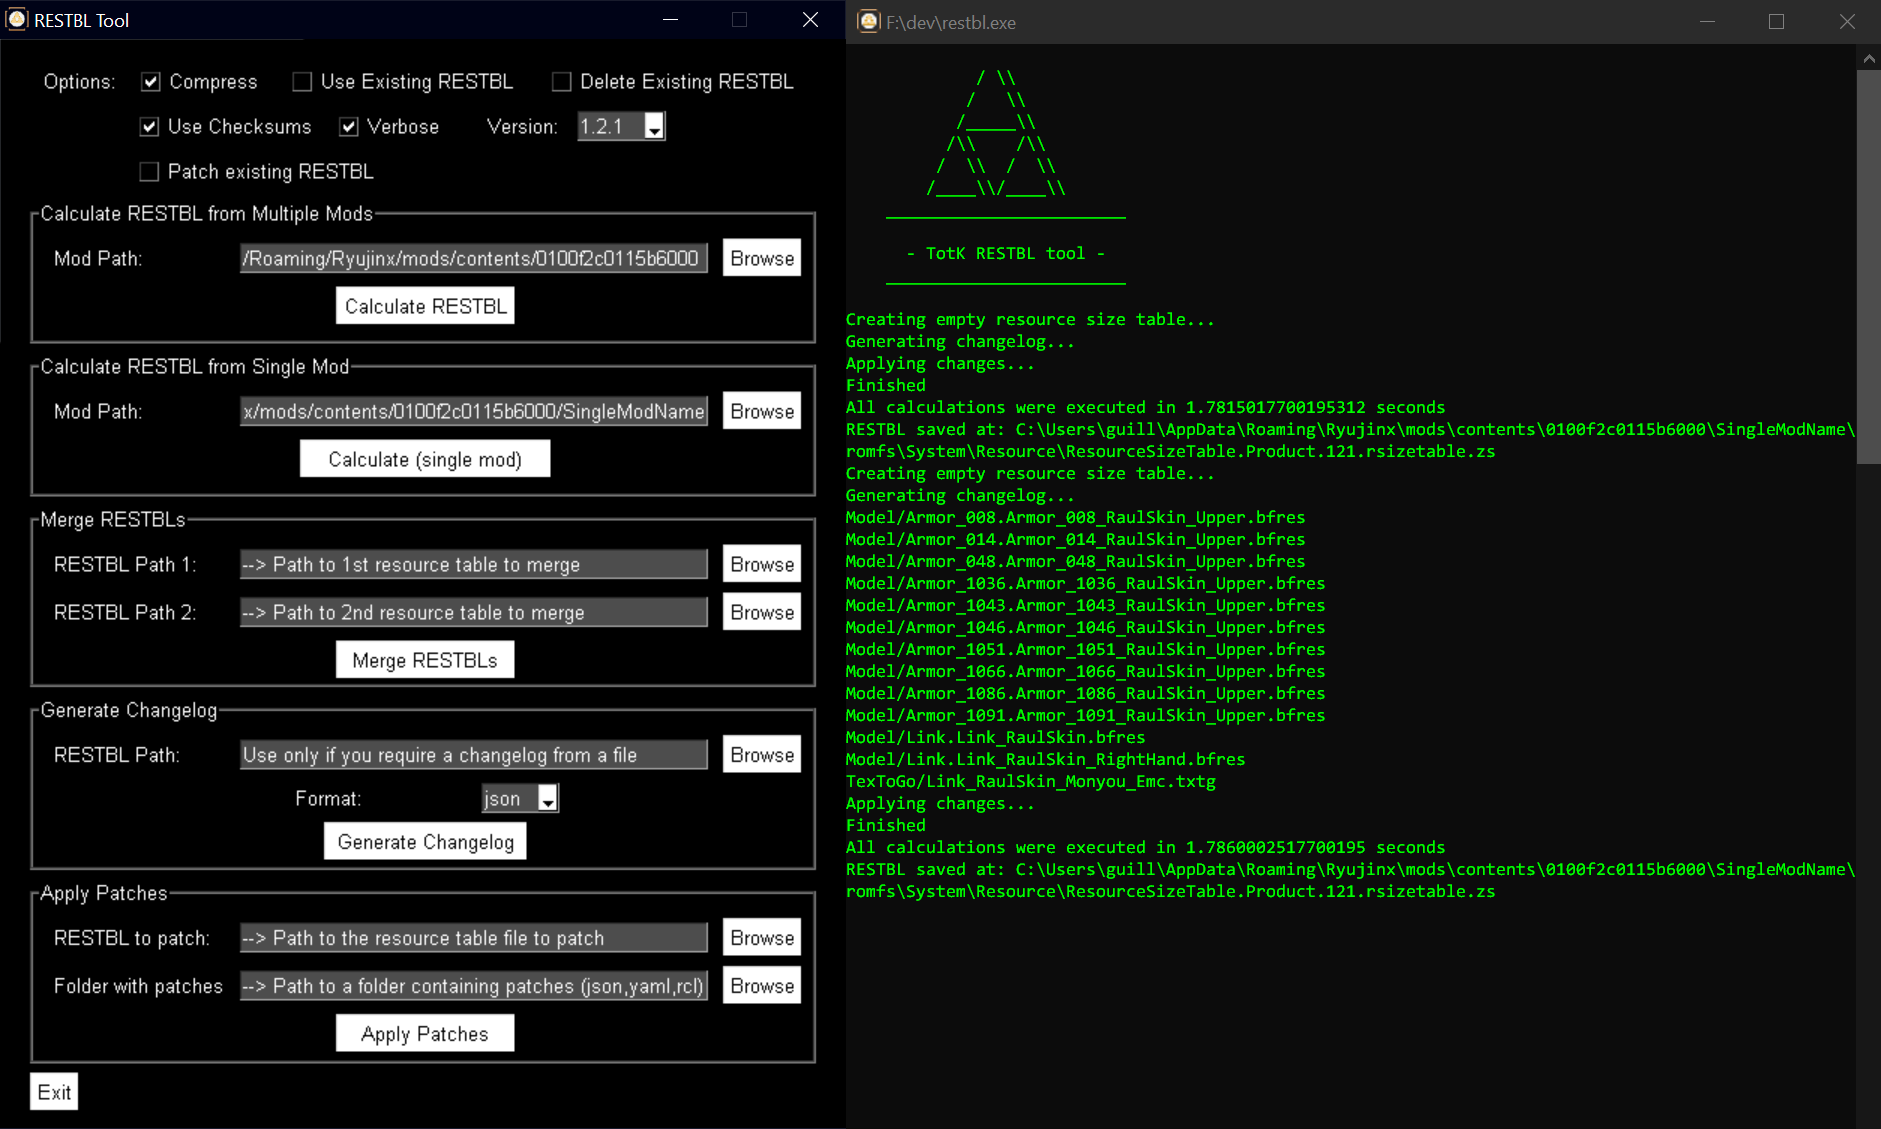 RESTBL Tool
Options:
Compress
Use Existing RESTBL
Delete Existing RESTBL
Use Checksums
Verbose
Version:
1.2.1
Patch existing RESTBL
Calculate RESTBL from Multiple Mods
Mod Path:
/Roaming/Ryujinx/mods/contents/0100f2c0115b6000
Browse
Calculate RESTBL
Calculate RESTBL from Single Mod
Mod Path:
x/mods/contents/0100f2c0115b6000/SingleModName
Browse
Calculate (single mod)
Merge RESTBLs
RESTBL Path 1:
--> Path to 1st resource table to merge
Browse
RESTBL Path 2:
--> Path to 2nd resource table to merge
Browse
Merge RESTBLs
Generate Changelog
RESTBL Path:
Use only if you require a changelog from a file
Browse
Format:
json
Generate Changelog
Apply Patches
RESTBL to patch:
--> Path to the resource table file to patch
Browse
Folder with patches
--> Path to a folder containing patches (json,yaml,rcl)
Browse
Apply Patches
Exit
F:\dev\restbl.exe
- TotK RESTBL tool -
Creating empty resource size table...
Generating changelog...
Applying changes...
Finished
All calculations were executed in 1.7815017700195312 seconds
RESTBL saved at: C:\Users\guill\AppData\Roaming\Ryujinx\mods\contents\0100f2c0115b6000\SingleModName\
romfs\System\Resource\ResourceSizeTable.Product.121.rsizetable.zs
Creating empty resource size table...
Generating changelog...
Model/Armor_008.Armor_008_RaulSkin_Upper.bfres
Model/Armor_014.Armor_014_RaulSkin_Upper.bfres
Model/Armor_048.Armor_048_RaulSkin_Upper.bfres
Model/Armor_1036.Armor_1036_RaulSkin_Upper.bfres
Model/Armor_1043.Armor_1043_RaulSkin_Upper.bfres
Model/Armor_1046.Armor_1046_RaulSkin_Upper.bfres
Model/Armor_1051.Armor_1051_RaulSkin_Upper.bfres
Model/Armor_1066.Armor_1066_RaulSkin_Upper.bfres
Model/Armor_1086.Armor_1086_RaulSkin_Upper.bfres
Model/Armor_1091.Armor_1091_RaulSkin_Upper.bfres
Model/Link.Link_RaulSkin.bfres
Model/Link.Link_RaulSkin_RightHand.bfres
TexToGo/Link_RaulSkin_Monyou_Emc.txtg
Applying changes...
Finished
All calculations were executed in 1.7860002517700195 seconds
RESTBL saved at: C:\Users\guill\AppData\Roaming\Ryujinx\mods\contents\0100f2c0115b6000\SingleModName\
romfs\System\Resource\ResourceSizeTable.Product.121.rsizetable.zs